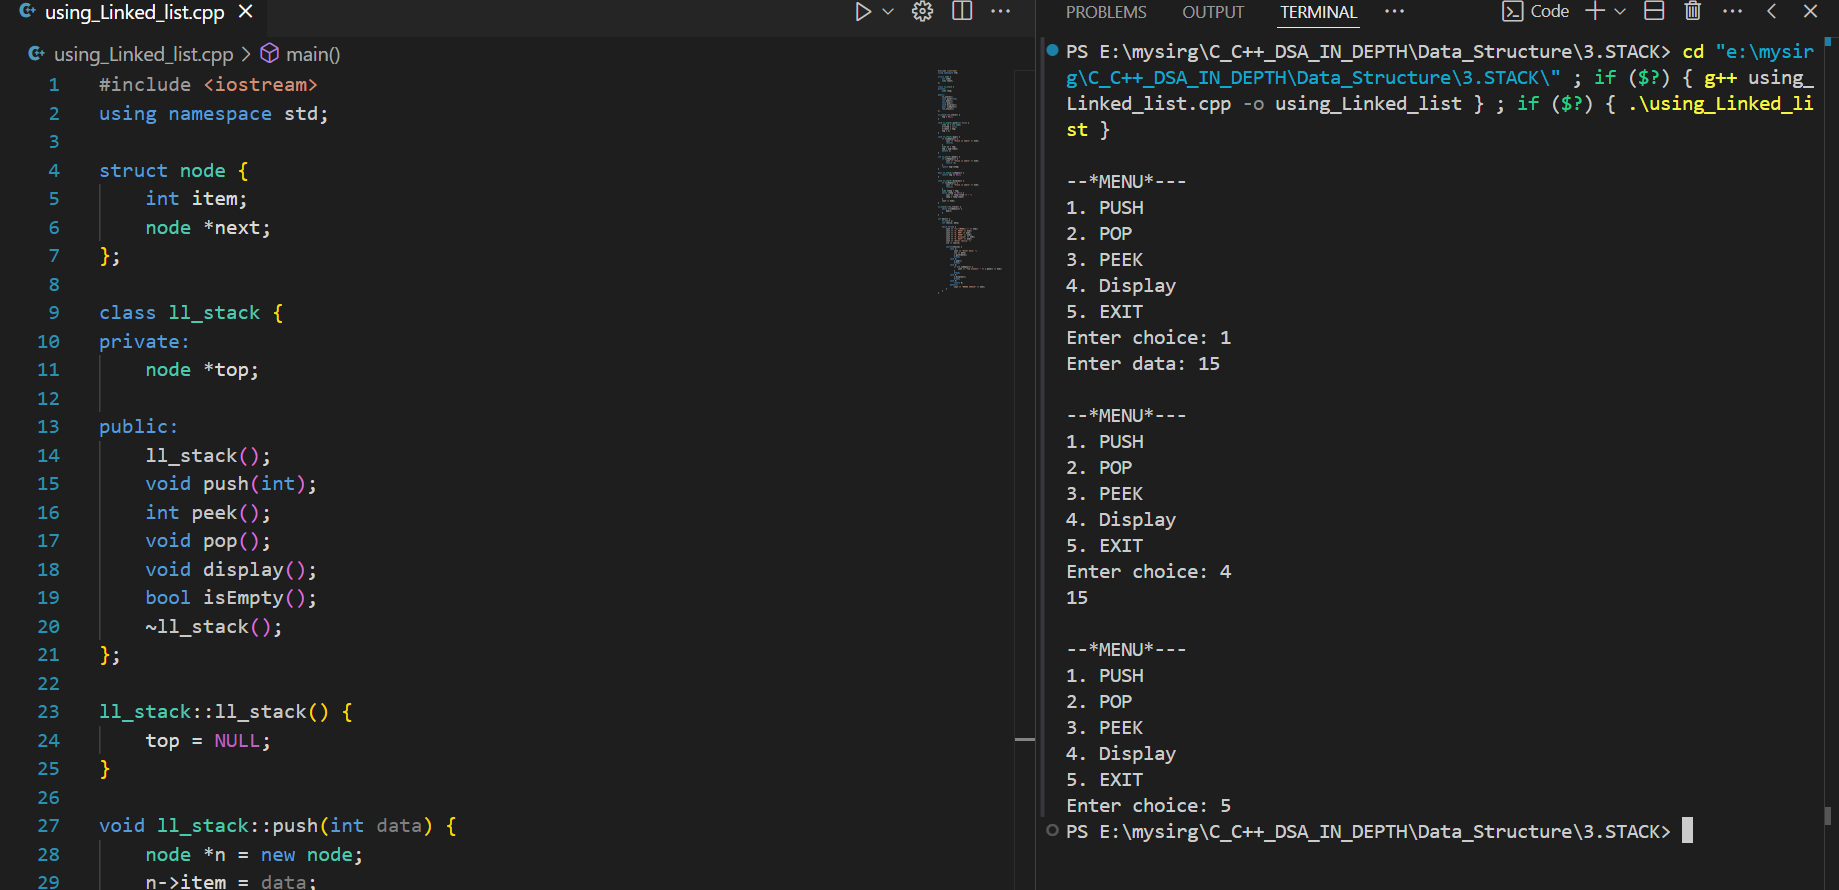 using_Linked_list.cpp
using_Linked_list.cpp > main()
1 #include <iostream>
2 using namespace std;
3
4 struct node {
5 int item;
6 node *next;
7 };
8
9 class ll_stack {
10 private:
11 node *top;
12
13 public:
14 ll_stack();
15 void push(int);
16 int peek();
17 void pop();
18 void display();
19 bool isEmpty();
20 ~ll_stack();
21 };
22
23 ll_stack::ll_stack() {
24 top = NULL;
25 }
26
27 void ll_stack::push(int data) {
28 node *n = new node;
29 n->item = data;
PROBLEMS OUTPUT TERMINAL ··· Code
PS E:\mysirg\C_C++_DSA_IN_DEPTH\Data_Structure\3.STACK> cd "e:\mysir
g\C_C++_DSA_IN_DEPTH\Data_Structure\3.STACK\" ; if ($?) { g++ using_
Linked_list.cpp -o using_Linked_list } ; if ($?) { .\using_Linked_li
st }

--*MENU*---
1. PUSH
2. POP
3. PEEK
4. Display
5. EXIT
Enter choice: 1
Enter data: 15

--*MENU*---
1. PUSH
2. POP
3. PEEK
4. Display
5. EXIT
Enter choice: 4
15

--*MENU*---
1. PUSH
2. POP
3. PEEK
4. Display
5. EXIT
Enter choice: 5
PS E:\mysirg\C_C++_DSA_IN_DEPTH\Data_Structure\3.STACK>